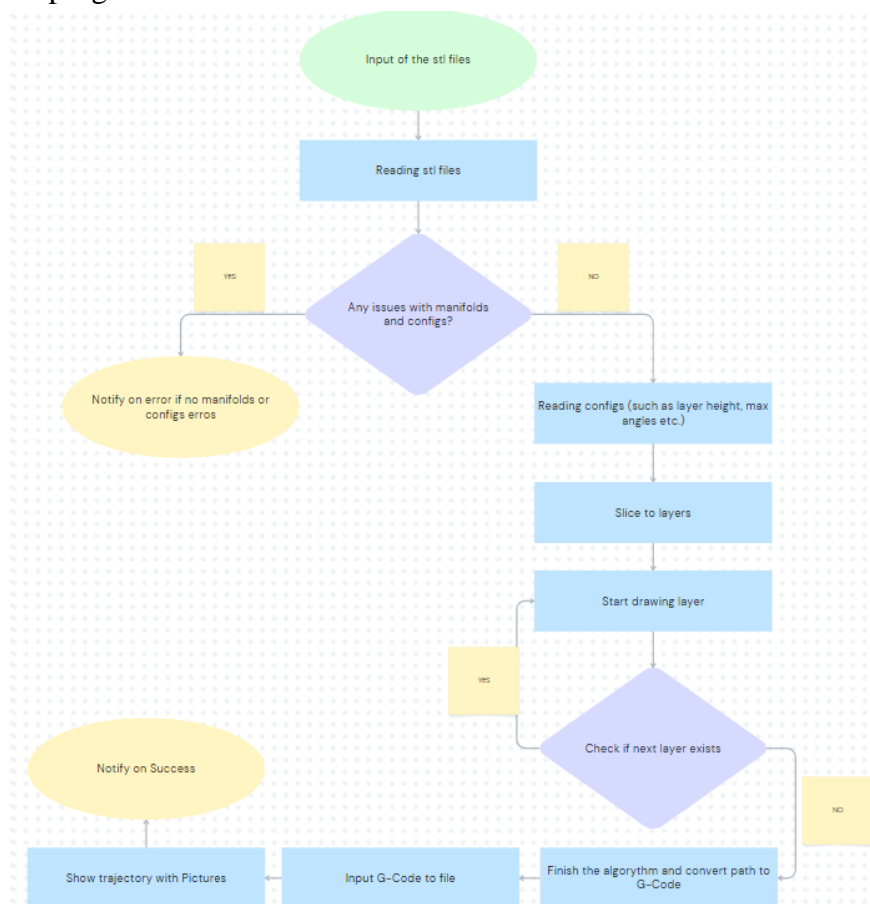 Input of the stl files
Reading stl files
YES
NO
Any issues with manifolds
and configs?
Notify on error if no manifolds or
configs erros
Reading configs (such as layer height, max
angles etc.)
Slice to layers
Start drawing layer
YES
Check if next layer exists
Notify on Success
NO
Show trajectory with Pictures
Input G-Code to file
Finish the algorythm and convert path to
G-Code